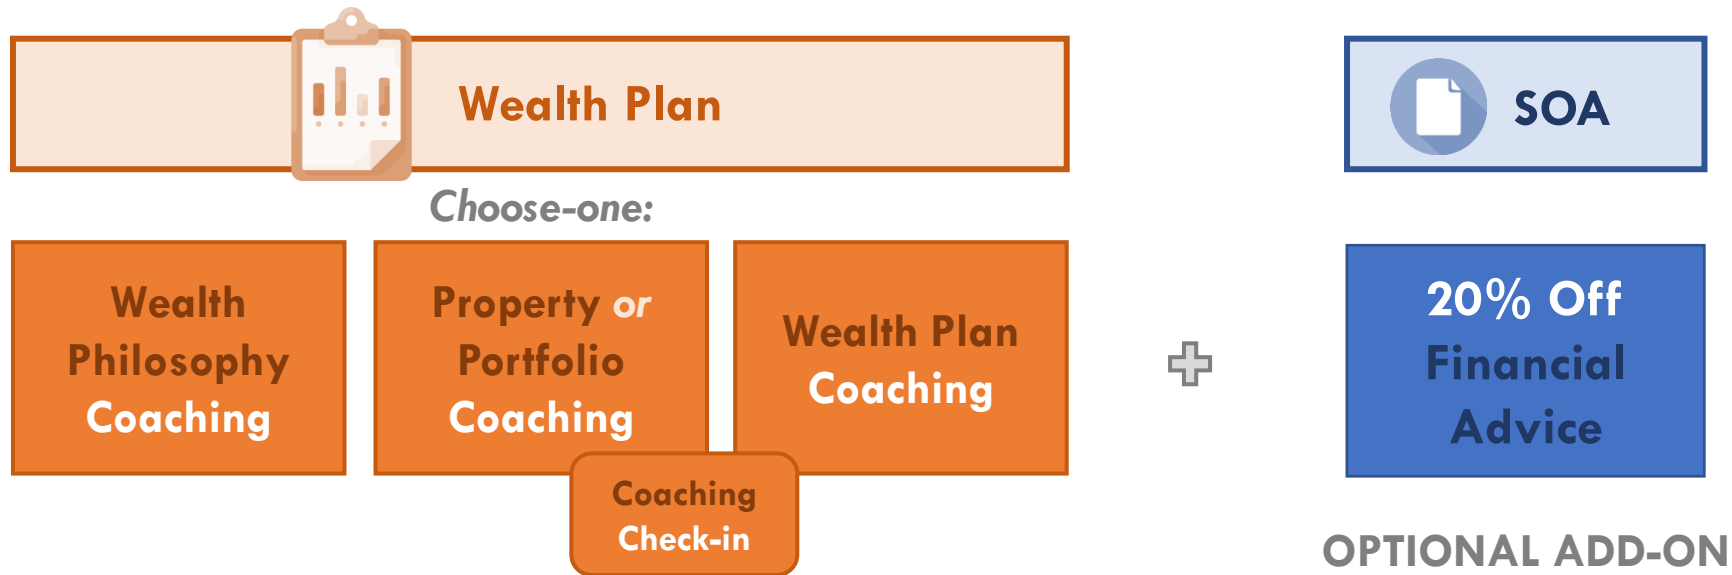 Wealth Plan
SOA
Choose-one:
Wealth
Philosophy
Coaching
Property or
Portfolio
Coaching
Wealth Plan
Coaching
Coaching
Check-in
20% Off
Financial
Advice
OPTIONAL ADD-ON